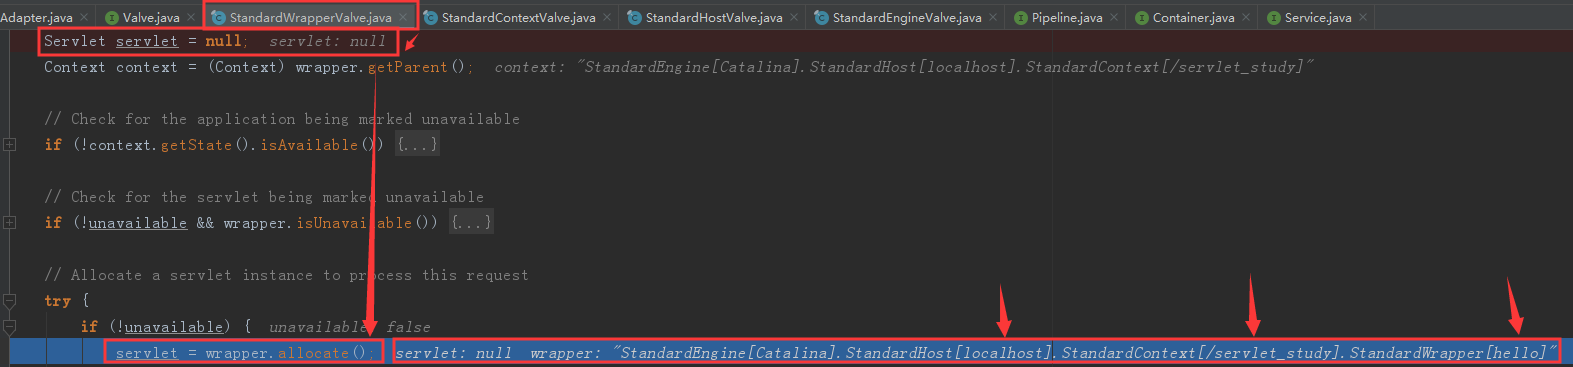 Adapter.java × Valve.java × StandardWrapperValve.java × StandardContextValve.java × StandardHostValve.java × StandardEngineValve.java × Pipeline.java × Container.java × Service.java ×
Servlet servlet = null; servlet: null
Context context = (Context) wrapper.getParent(); context: "StandardEngine[Catalina].StandardHost[localhost].StandardContext[/servlet_study]"
// Check for the application being marked unavailable
if (!context.getState().isAvailable()) {...}
// Check for the servlet being marked unavailable
if (!unavailable && wrapper.isUnavailable()) {...}
// Allocate a servlet instance to process this request
try {
if (!unavailable) { unavailable: false
servlet = wrapper.allocate(); servlet: null wrapper: "StandardEngine[Catalina].StandardHost[localhost].StandardContext[/servlet_study].StandardWrapper[hello]"